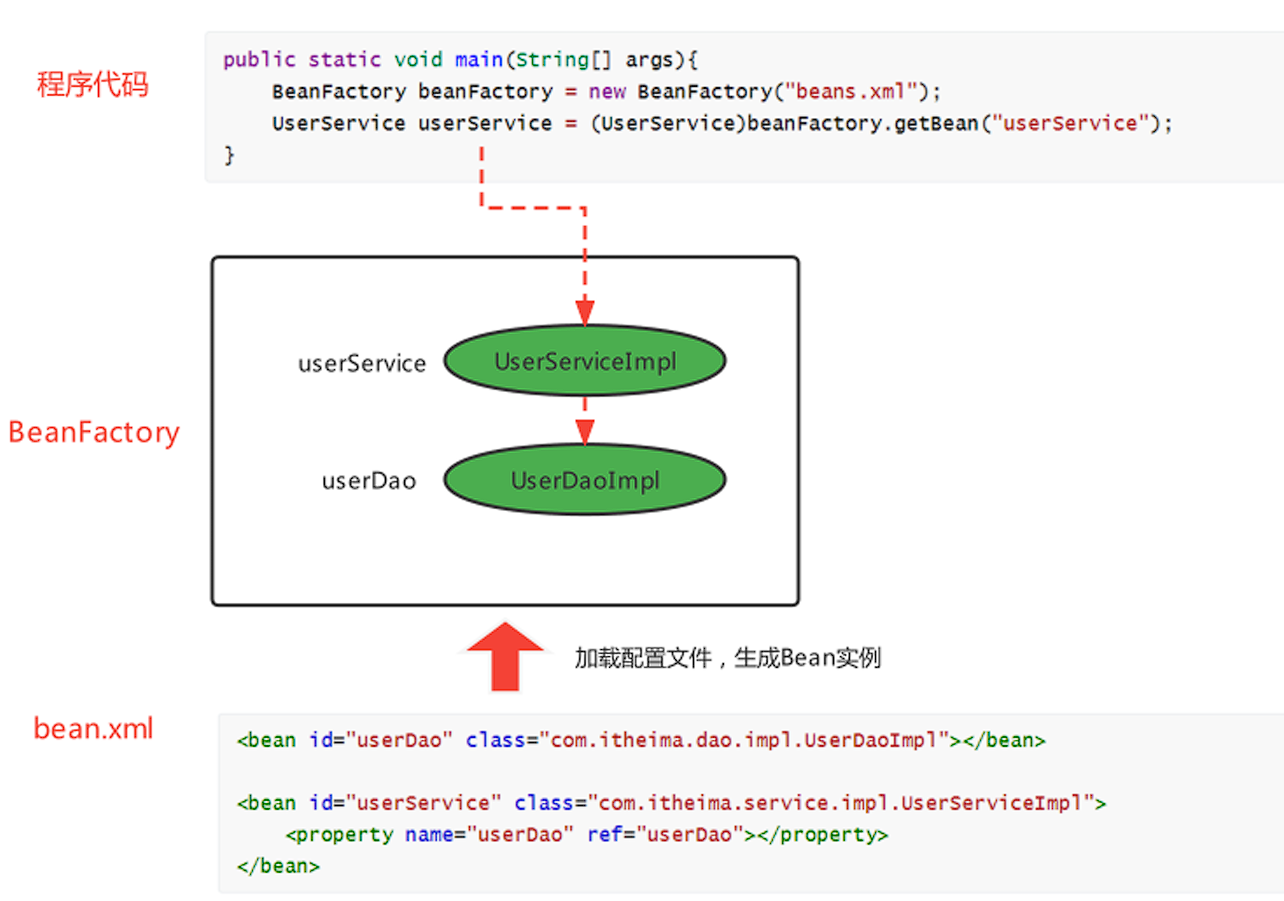 程序代码
public static void main(String[] args){
    BeanFactory beanFactory = new BeanFactory("beans.xml");
    UserService userService = (UserService)beanFactory.getBean("userService");
}
BeanFactory
userService
UserServiceImpl
userDao
UserDaoImpl
加载配置文件，生成Bean实例
bean.xml
<bean id="userDao" class="com.itheima.dao.impl.UserDaoImpl"></bean>
<bean id="userService" class="com.itheima.service.impl.UserServiceImpl">
    <property name="userDao" ref="userDao"></property>
</bean>